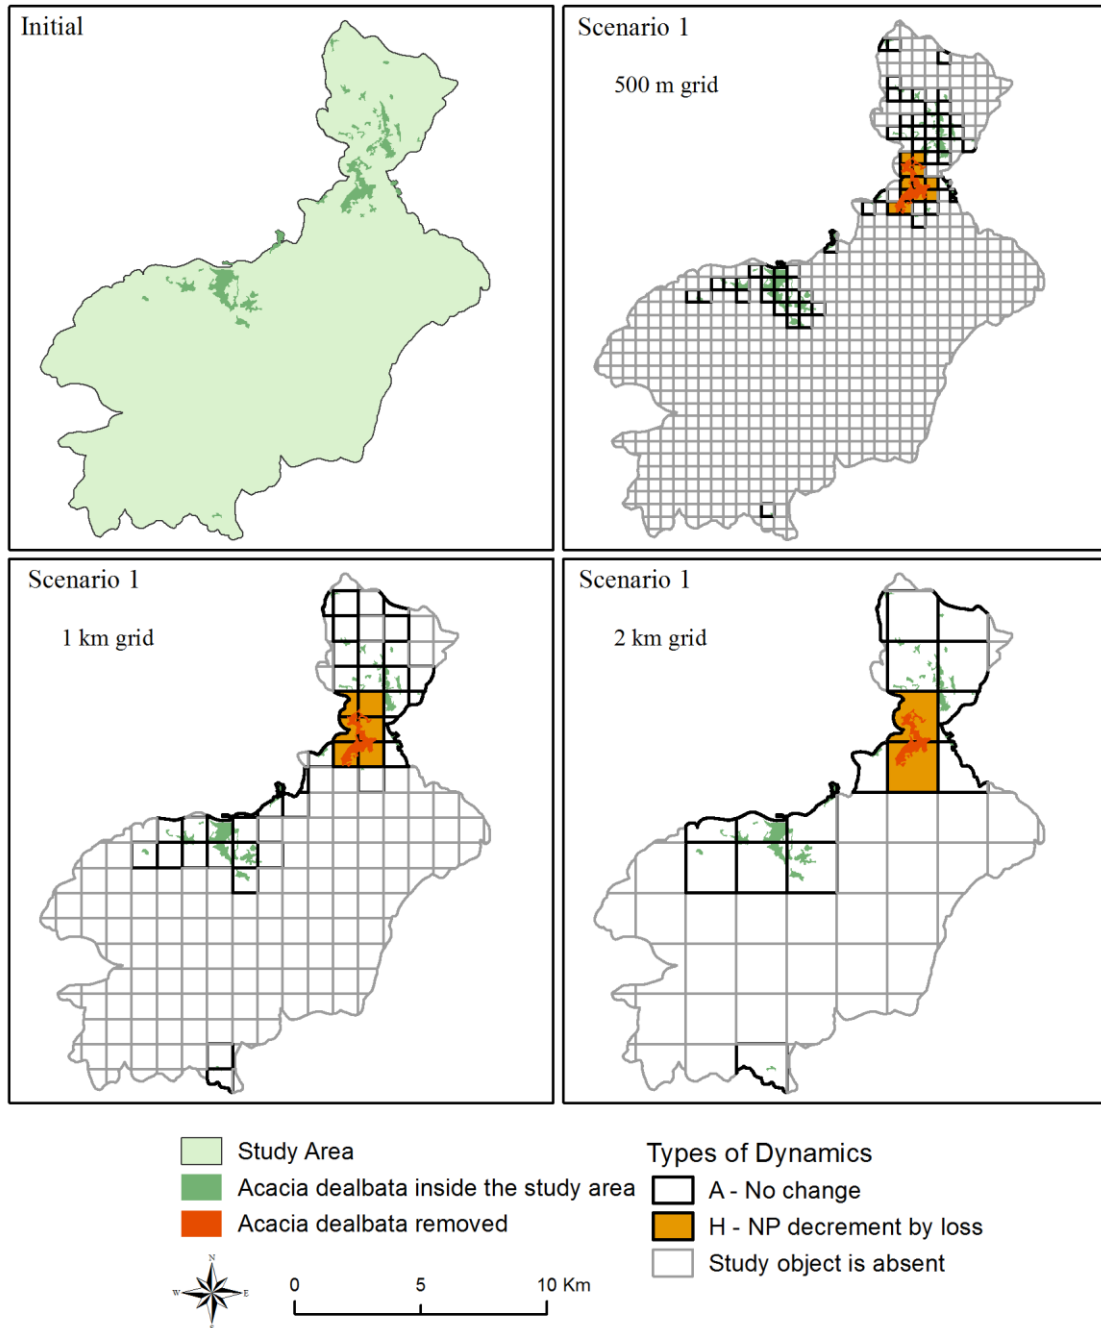 Initial
Scenario 1
500 m grid
Scenario 1
1 km grid
Scenario 1
2 km grid
Study Area
Acacia dealbata inside the study area
Acacia dealbata removed
Types of Dynamics
A - No change
H - NP decrement by loss
Study object is absent
N
W
E
0 5 10 Km